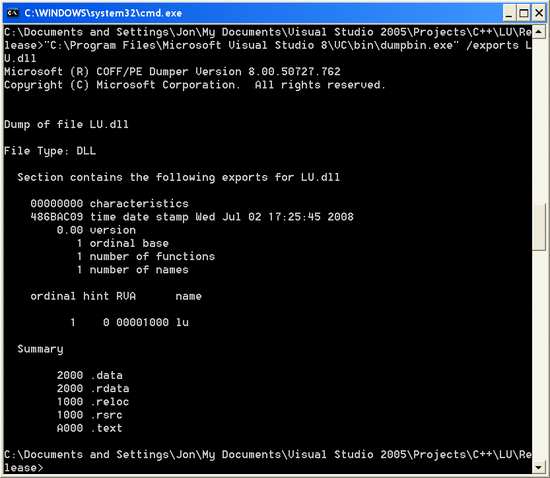 C:\WINDOWS\system32\cmd.exe
C:\Documents and Settings\Jon\My Documents\Visual Studio 2005\Projects\C++\LU\Re
lease>"C:\Program Files\Microsoft Visual Studio 8\VC\bin\dumpbin.exe" /exports L
U.dll
Microsoft (R) COFF/PE Dumper Version 8.00.50727.762
Copyright (C) Microsoft Corporation.  All rights reserved.
Dump of file LU.dll
File Type: DLL
Section contains the following exports for LU.dll
00000000 characteristics
486BAC09 time date stamp Wed Jul 02 17:25:45 2008
0.00 version
1 ordinal base
1 number of functions
1 number of names
ordinal hint RVA      name
1    0 00001000 lu
Summary
2000 .data
2000 .rdata
1000 .reloc
1000 .rsrc
A000 .text
C:\Documents and Settings\Jon\My Documents\Visual Studio 2005\Projects\C++\LU\Re
lease>